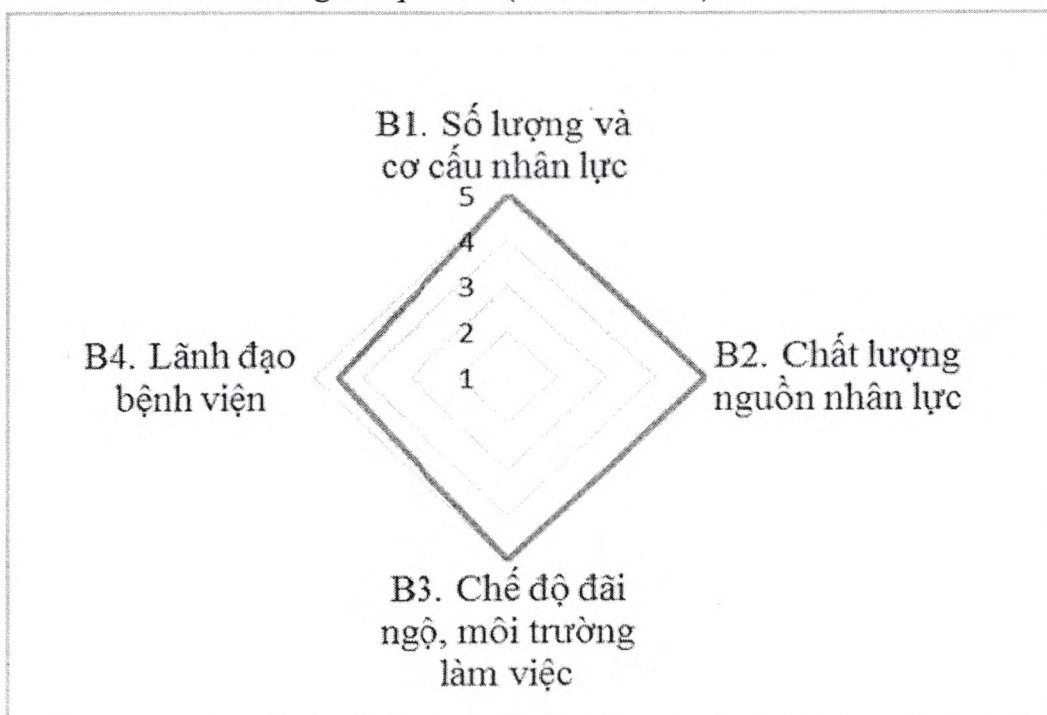 B1. Số lượng và
cơ cấu nhân lực
5
4
3
2
1
B4. Lãnh đạo
bệnh viện
B2. Chất lượng
nguồn nhân lực
B3. Chế độ đãi
ngộ, môi trường
làm việc